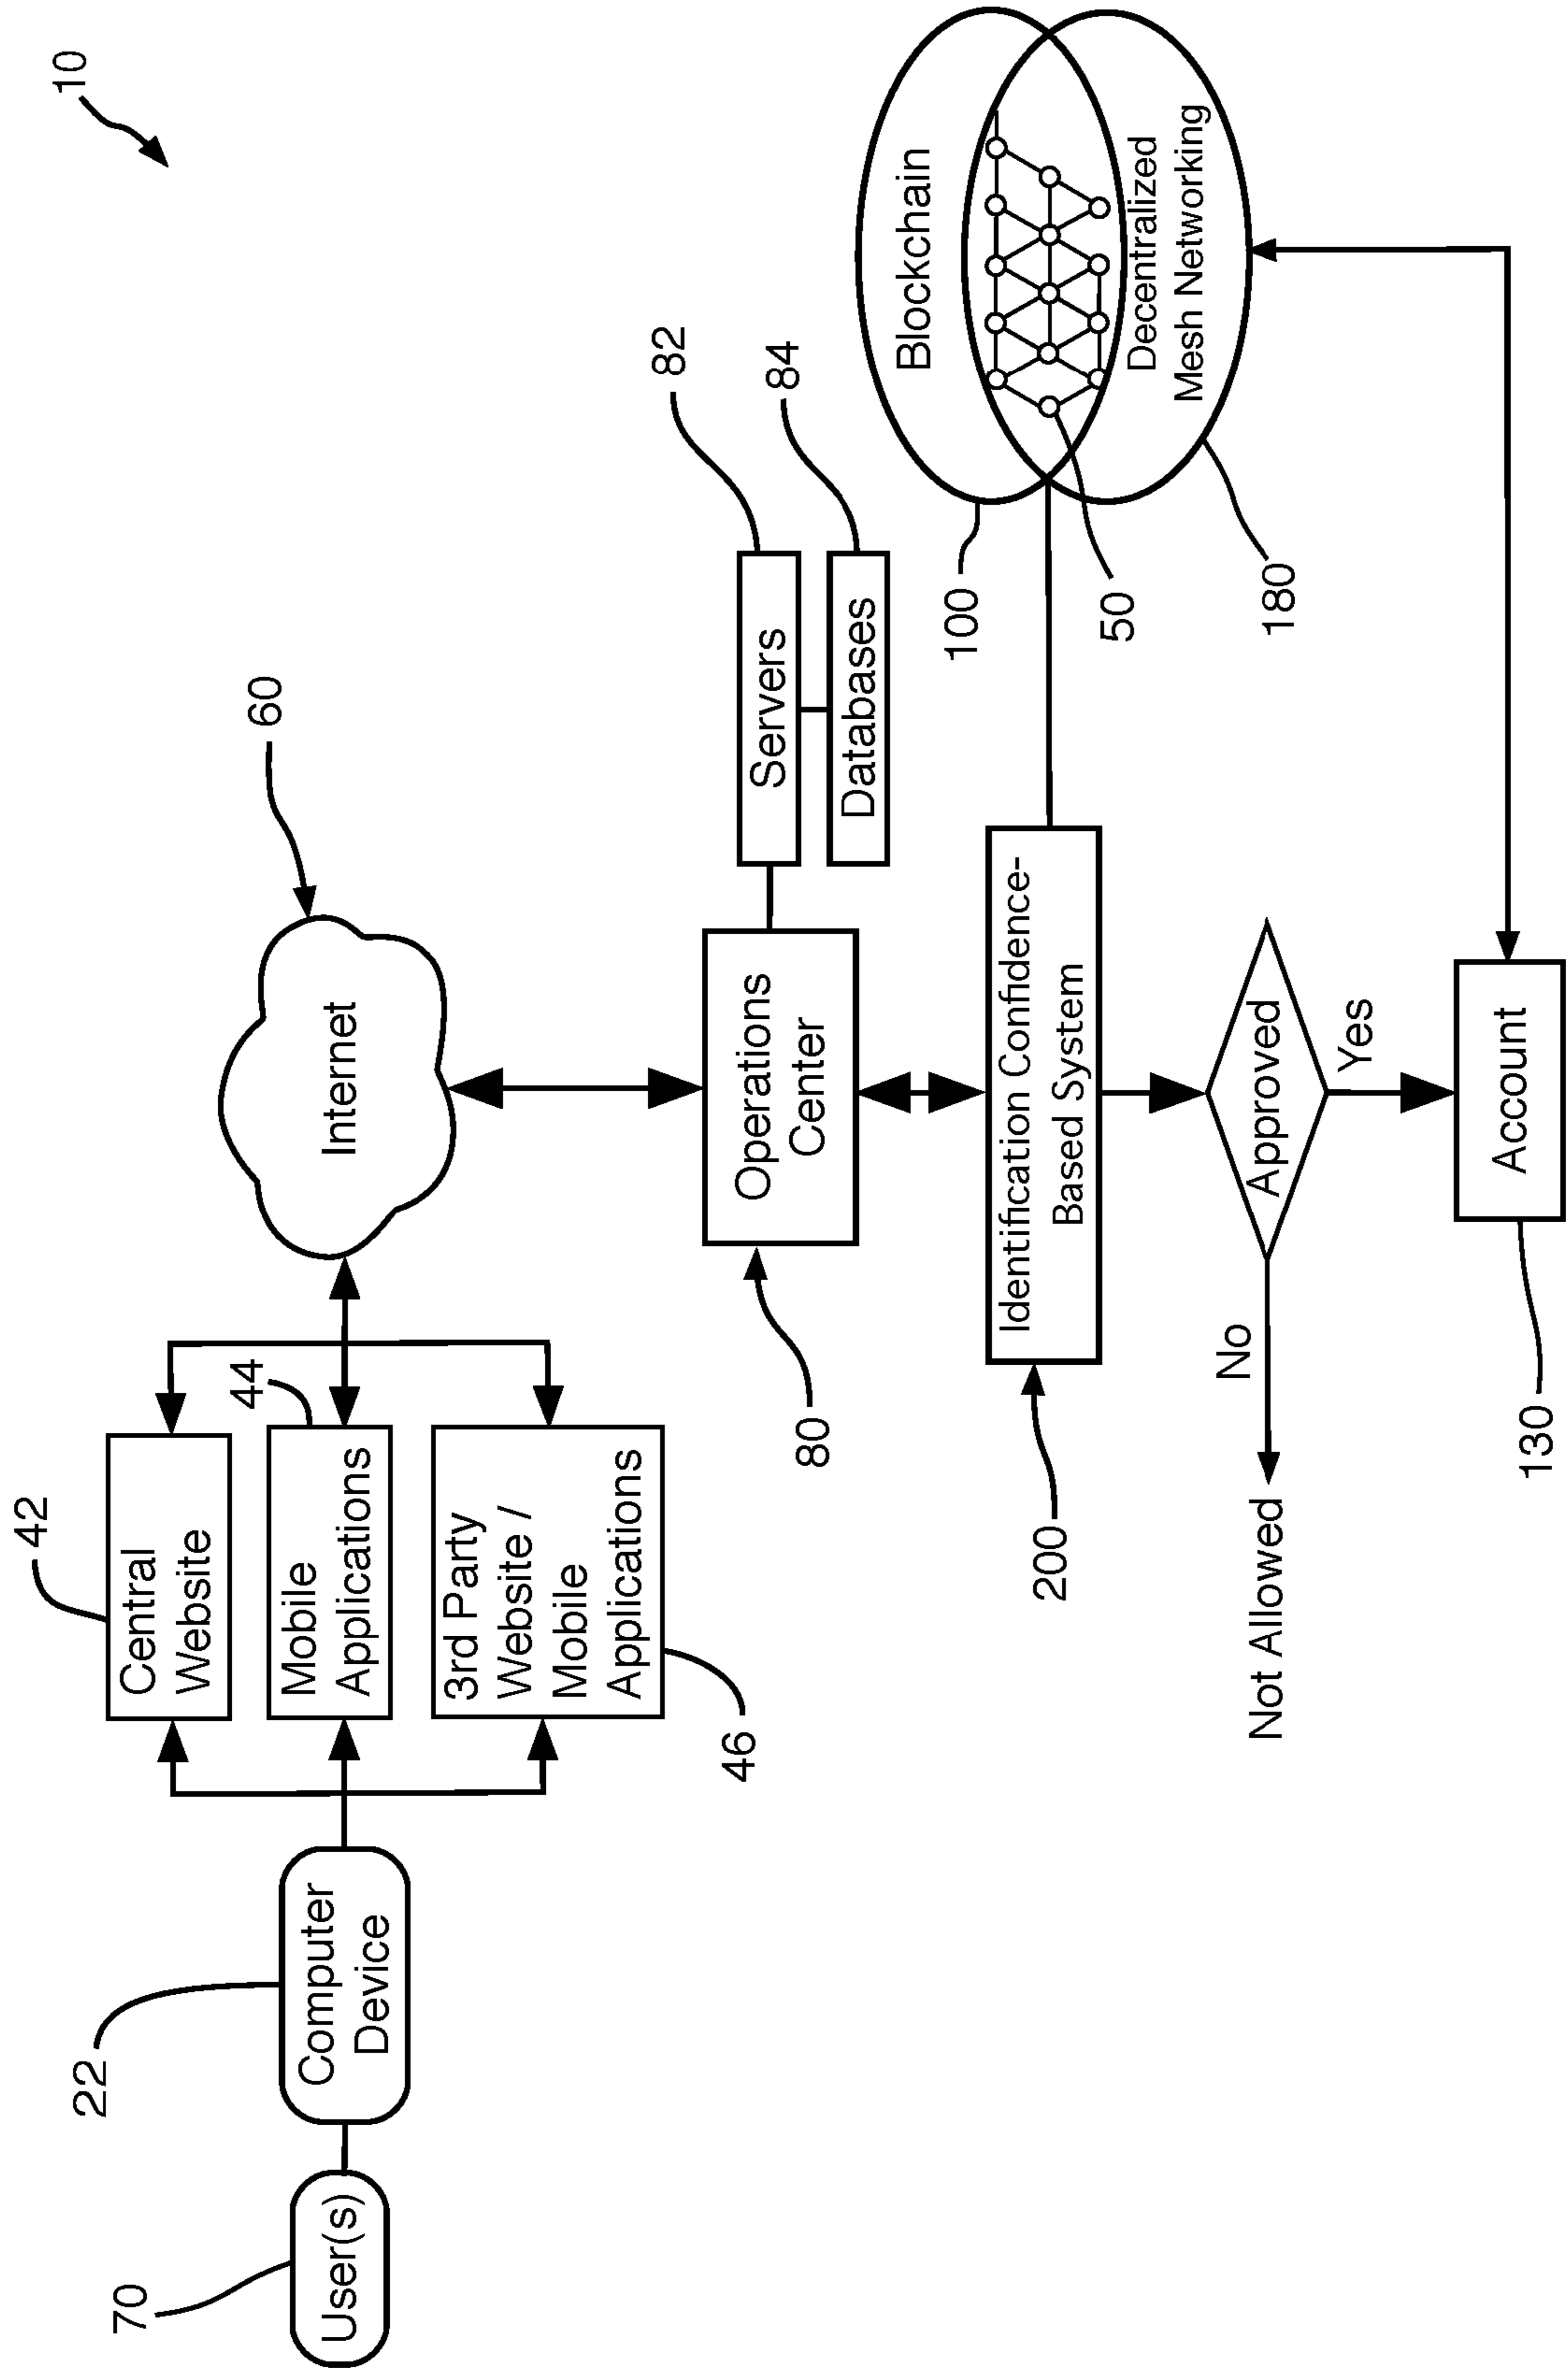 10
42
Central
Website
44
Mobile
Applications
3rd Party
Website /
Mobile
Applications
46
22
Computer
Device
70
User(s)
60
Internet
80
Operations
Center
82
Servers
84
Databases
200
Identification Confidence-
Based System
Blockchain
Decentralized
Mesh Networking
100
50
180
Approved
No
Not Allowed
Yes
Account
130